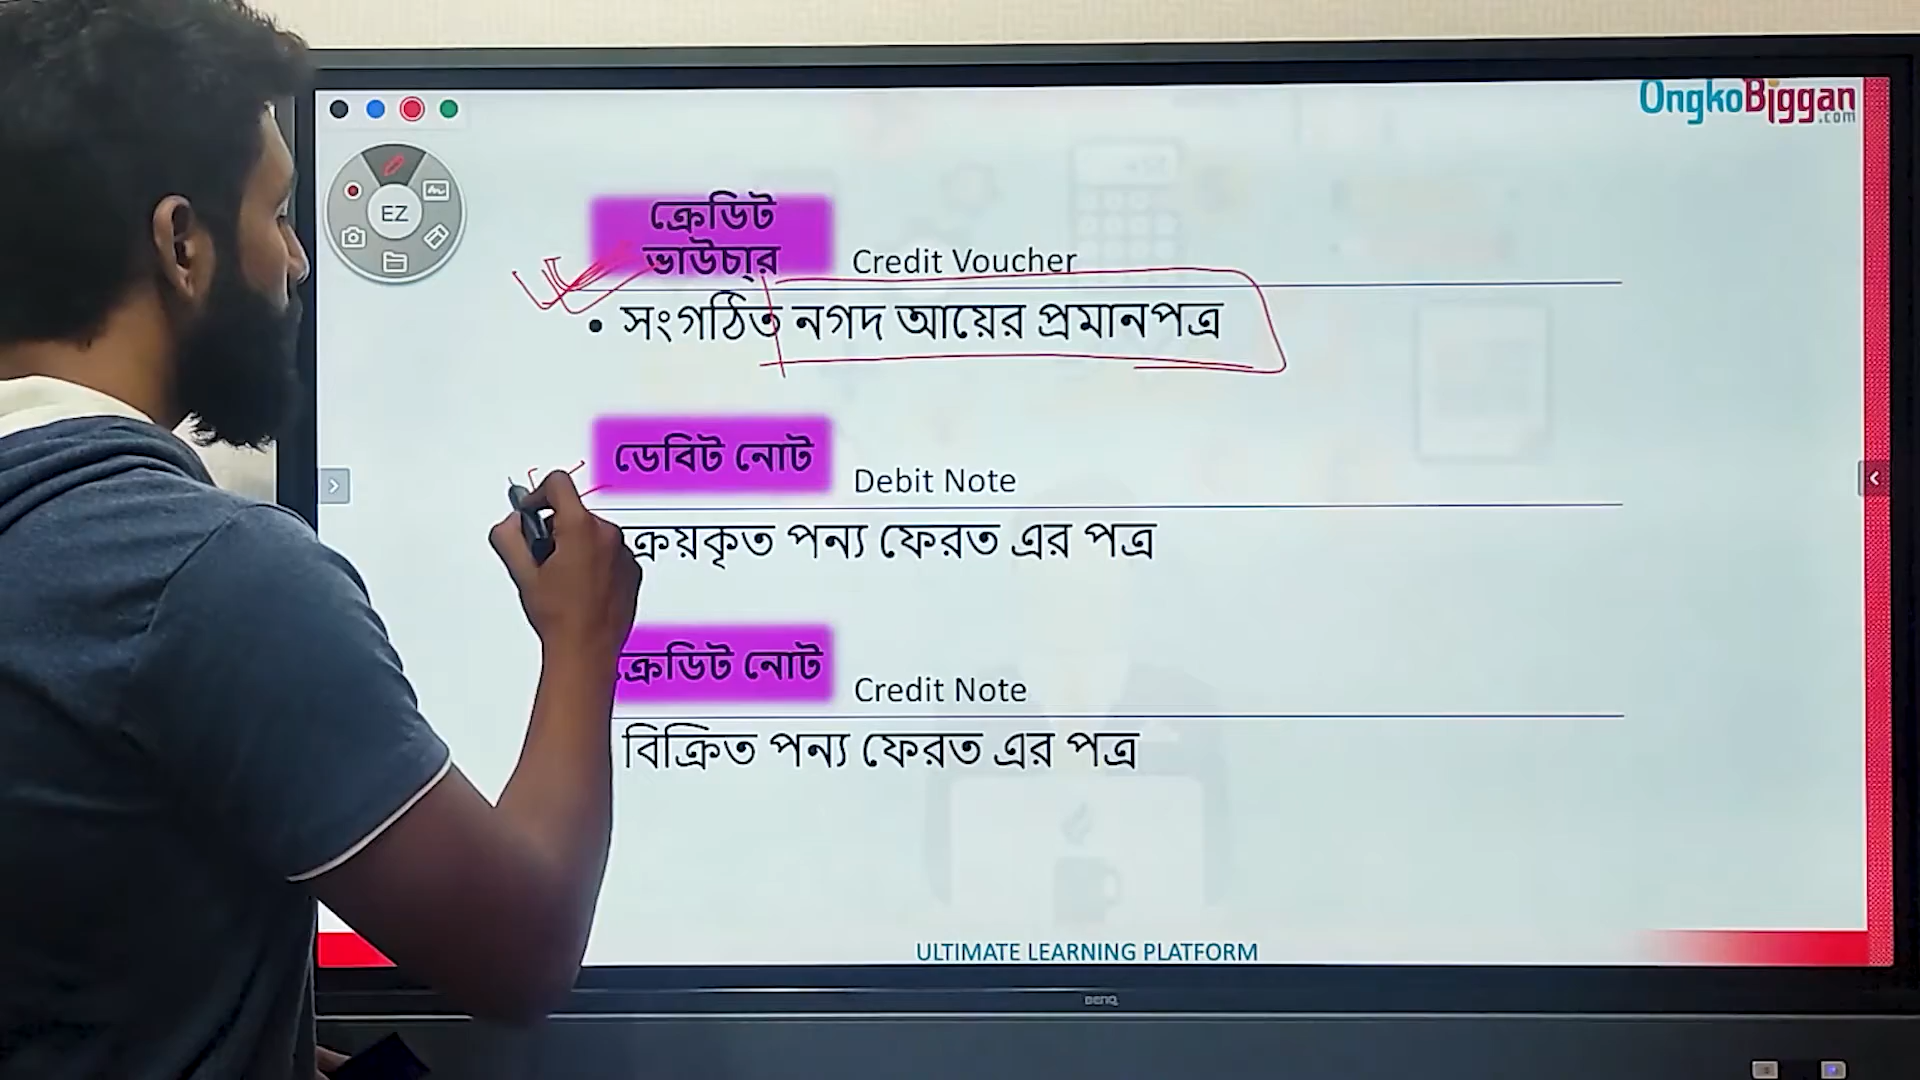 OngkoBiggan
.com
EZ
ক্রেডিট
ভাউচার
Credit Voucher
• সংগঠিত নগদ আয়ের প্রমানপত্র
ডেবিট নোট
Debit Note
ক্রয়কৃত পন্য ফেরত এর পত্র
ক্রেডিট নোট
Credit Note
বিক্রিত পন্য ফেরত এর পত্র
ULTIMATE LEARNING PLATFORM
BenQ